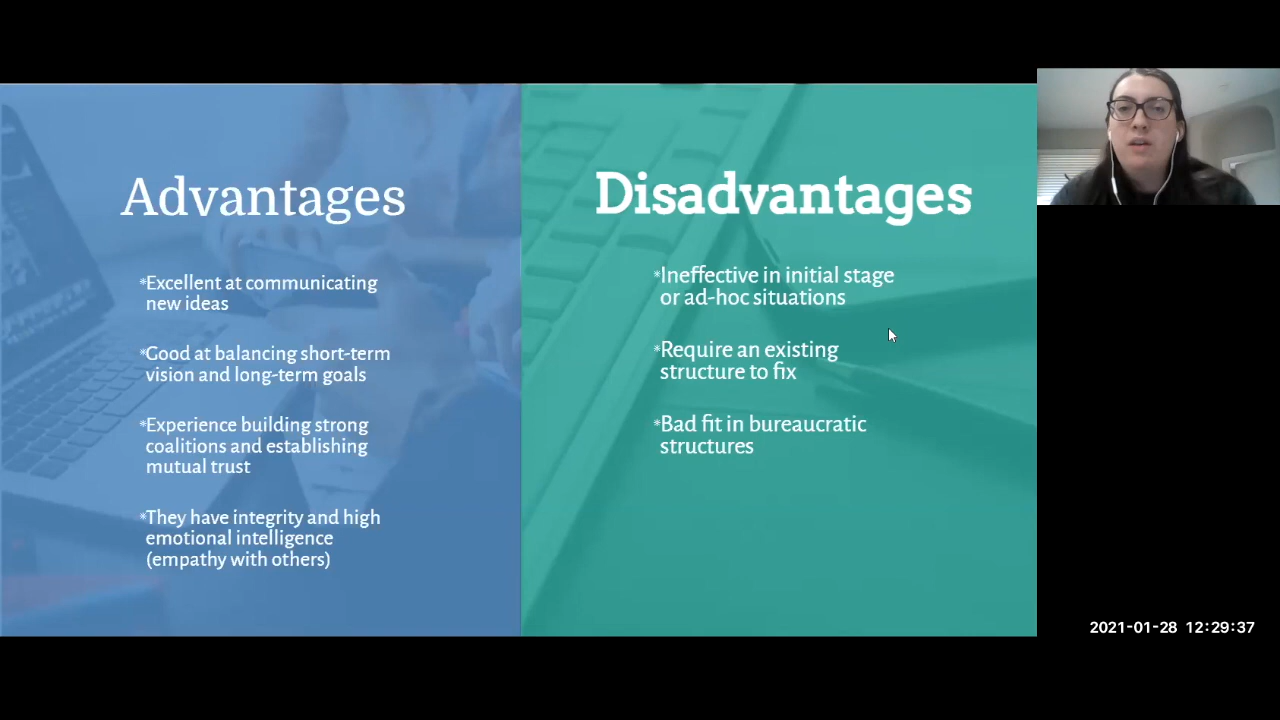 Advantages
*Excellent at communicating
new ideas
*Good at balancing short-term
vision and long-term goals
*Experience building strong
coalitions and establishing
mutual trust
*They have integrity and high
emotional intelligence
(empathy with others)
Disadvantages
*Ineffective in initial stage
or ad-hoc situations
*Require an existing
structure to fix
*Bad fit in bureaucratic
structures
2021-01-28 12:29:37